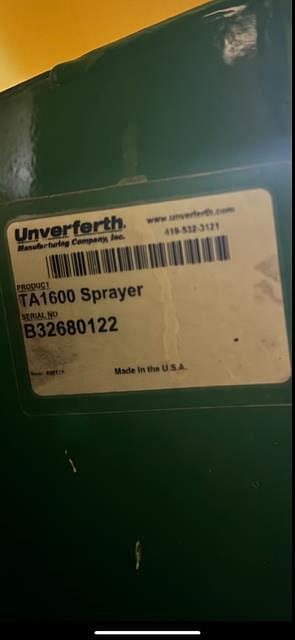 Unverferth.
Manufacturing Company, Inc.
www.unverferth.com
419-532-3121
PRODUCT
TA1600 Sprayer
SERIAL NO
B32680122
Made in the U.S.A.